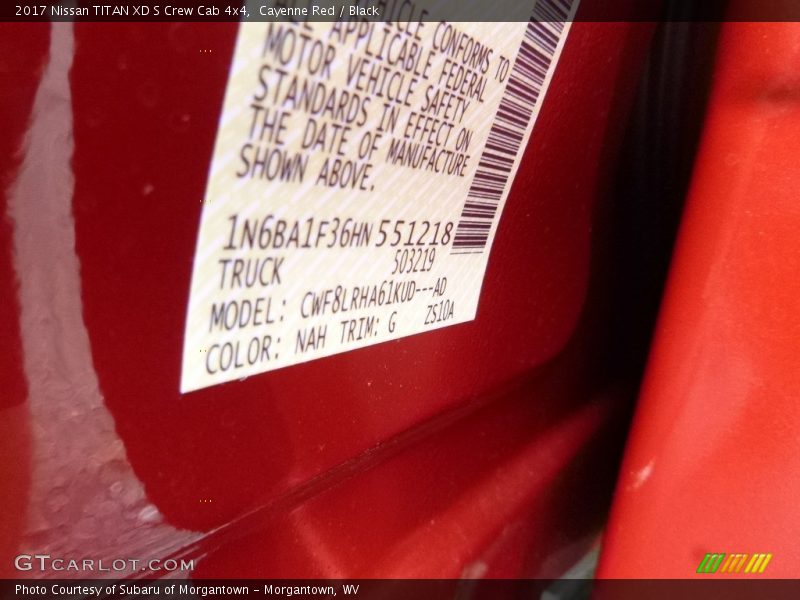 2017 Nissan TITAN XD S Crew Cab 4x4, Cayenne Red / Black
VEHICLE CONFORMS TO
APPLICABLE FEDERAL
MOTOR VEHICLE SAFETY
STANDARDS IN EFFECT ON
THE DATE OF MANUFACTURE
SHOWN ABOVE.
1N6BA1F36HN551218
TRUCK 503219
MODEL: CWF8LRHA61KUD---AD
COLOR: NAH TRIM: G ZS10A
GTCARLOT.COM
Photo Courtesy of Subaru of Morgantown - Morgantown, WV